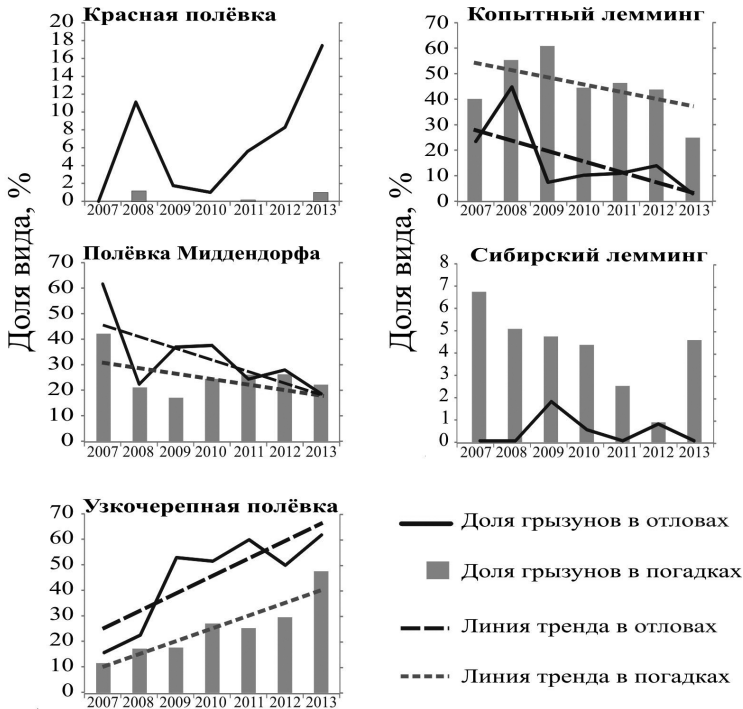 Красная полёвка
20
18
16
14
12
10
8
6
4
2
0
2007 2008 2009 2010 2011 2012 2013
Копытный лемминг
70
60
50
40
30
20
10
0
2007 2008 2009 2010 2011 2012 2013
Доля вида, %
Полёвка Миддендорфа
70
60
50
40
30
20
10
0
2007 2008 2009 2010 2011 2012 2013
Доля вида, %
Сибирский лемминг
8
7
6
5
4
3
2
1
0
2007 2008 2009 2010 2011 2012 2013
Узкочерепная полёвка
70
60
50
40
30
20
10
0
2007 2008 2009 2010 2011 2012 2013
Доля грызунов в отловах
Доля грызунов в погадках
Линия тренда в отловах
Линия тренда в погадках